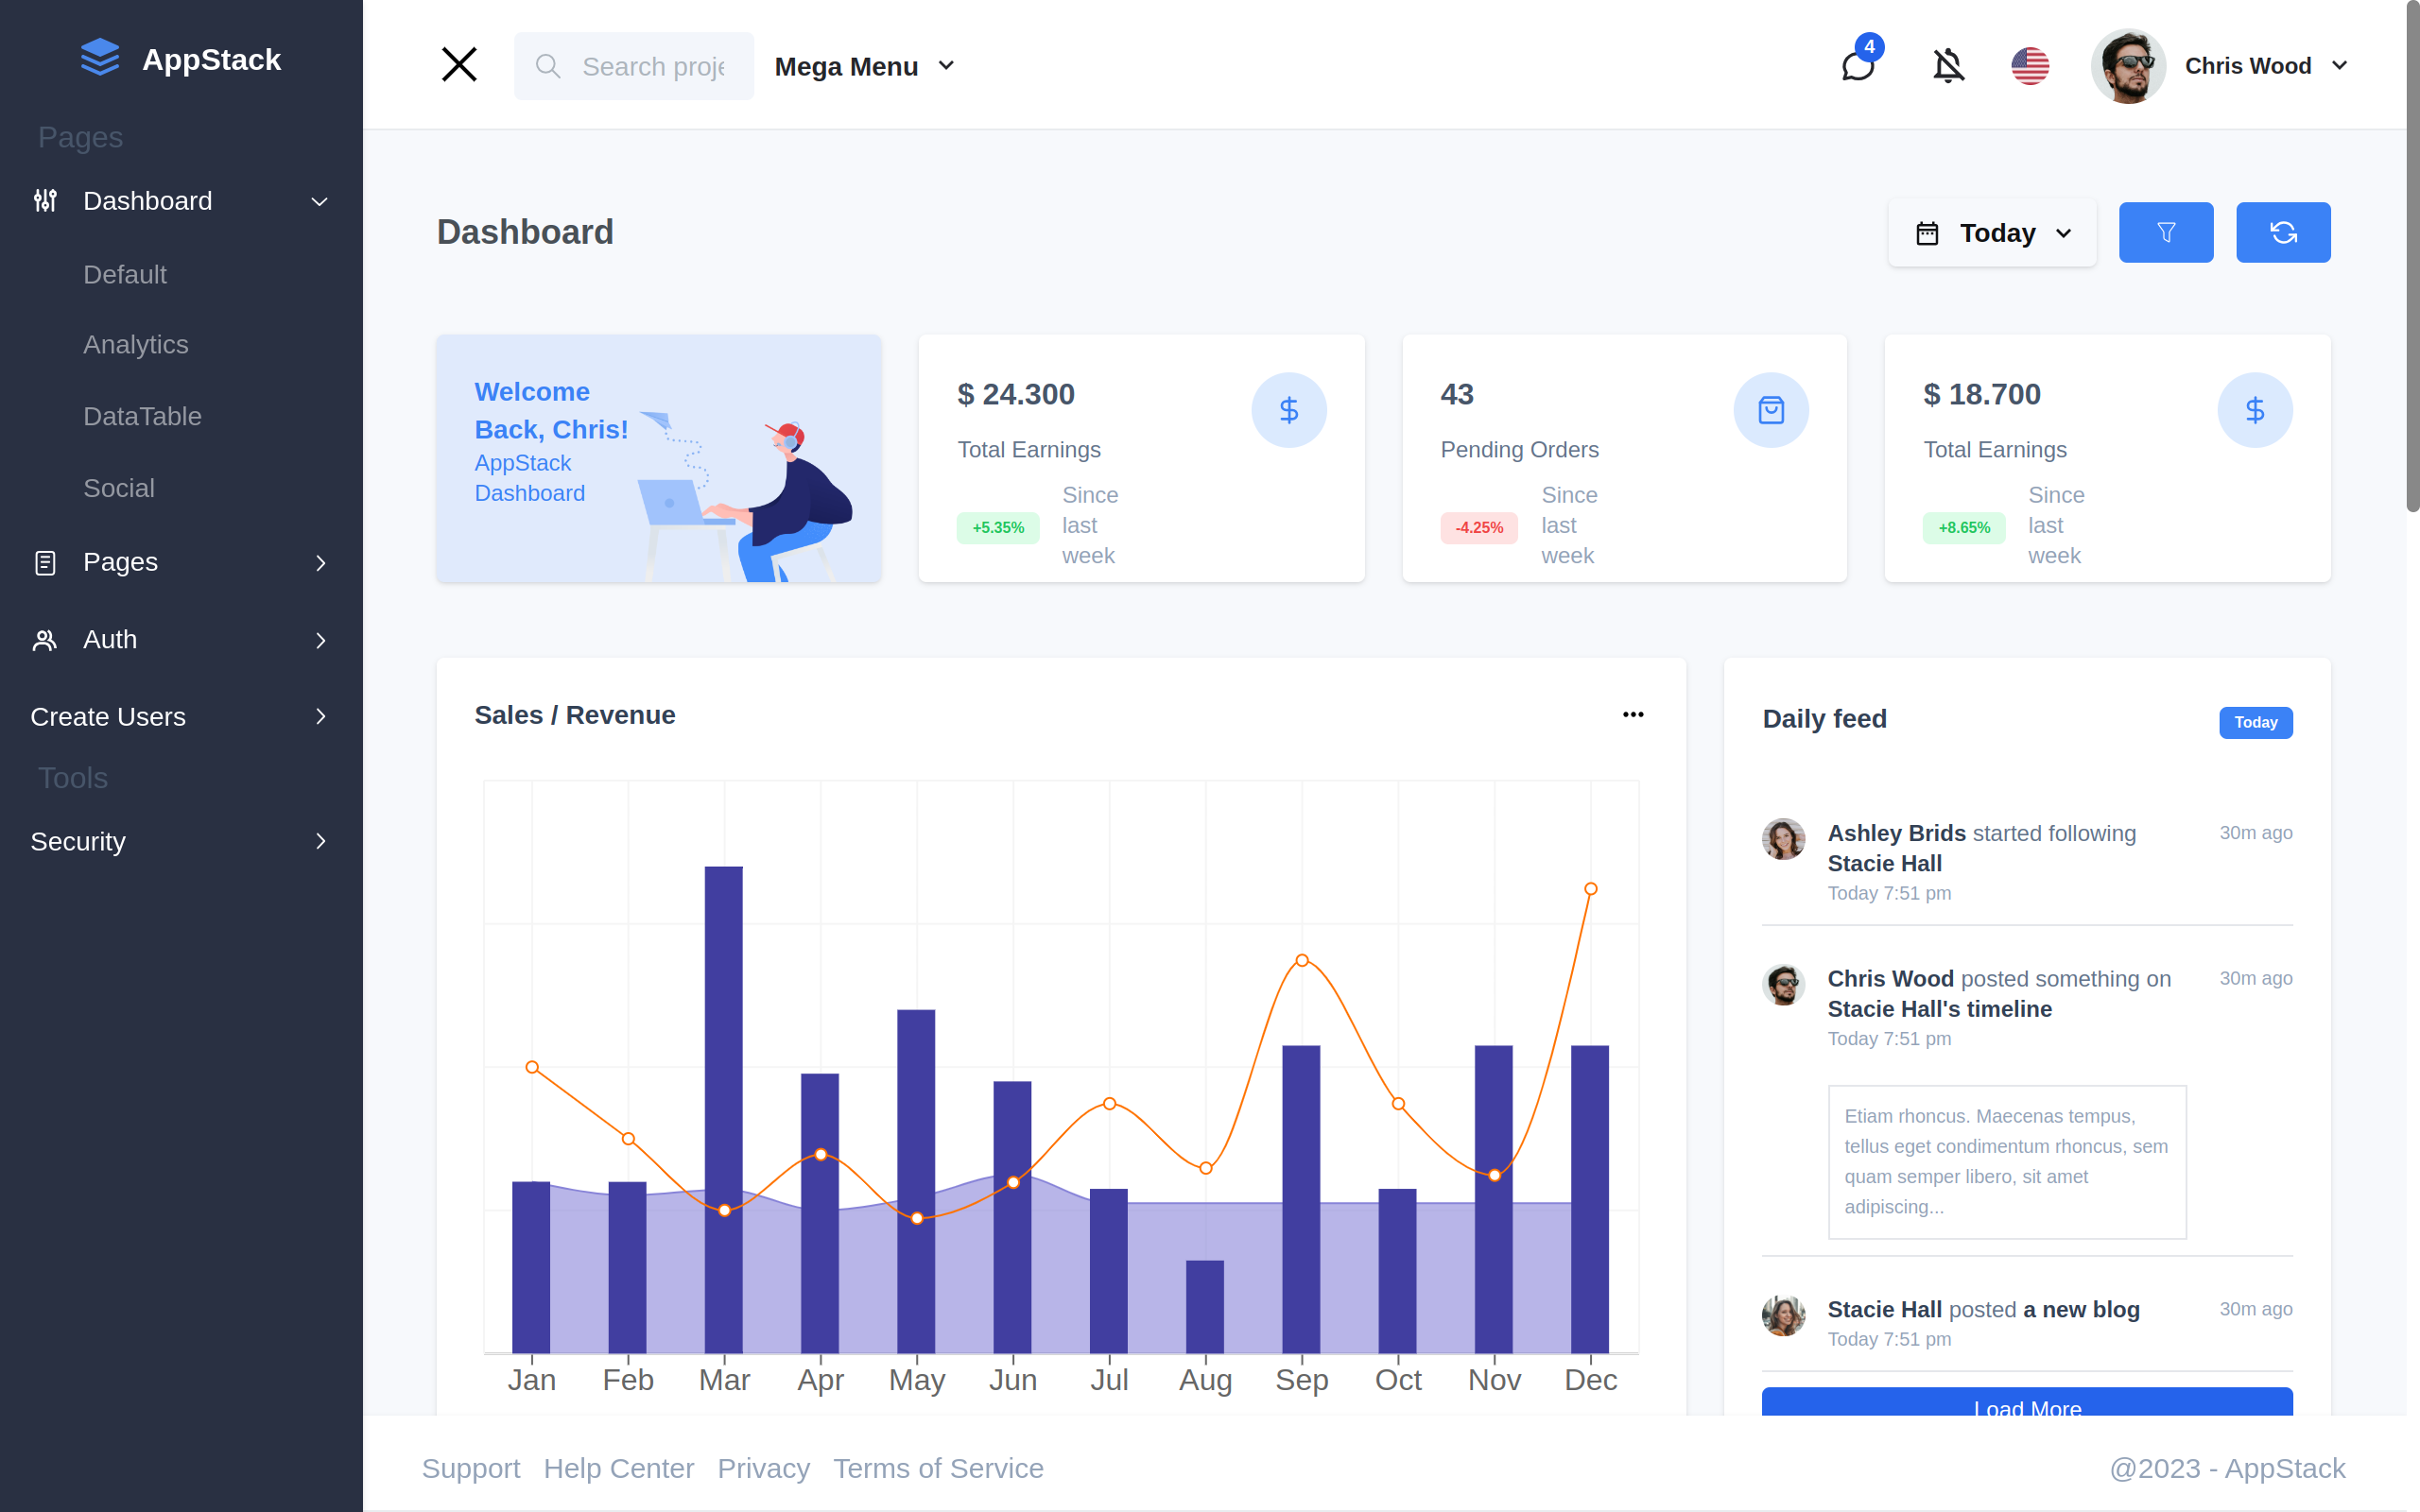 AppStack
Pages
Dashboard
Default
Analytics
DataTable
Social
Pages
Auth
Create Users
Tools
Security
Search proje
Mega Menu
4
Chris Wood
Dashboard
Today
Welcome
Back, Chris!
AppStack
Dashboard
$ 24.300
Total Earnings
+5.35%
Since
last
week
43
Pending Orders
-4.25%
Since
last
week
$ 18.700
Total Earnings
+8.65%
Since
last
week
Sales / Revenue
Jan Feb Mar Apr May Jun Jul Aug Sep Oct Nov Dec
Daily feed
Today
Ashley Brids started following
Stacie Hall
Today 7:51 pm
30m ago
Chris Wood posted something on
Stacie Hall's timeline
Today 7:51 pm
30m ago
Etiam rhoncus. Maecenas tempus,
tellus eget condimentum rhoncus, sem
quam semper libero, sit amet
adipiscing...
Stacie Hall posted a new blog
Today 7:51 pm
30m ago
Load More
Support Help Center Privacy Terms of Service
@2023 - AppStack